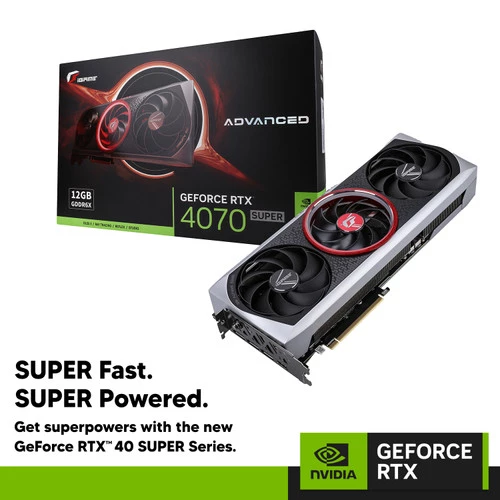 iGAME
ADVANCED
12GB
GDDR6X
GEFORCE RTX™
4070 SUPER
SUPER Fast.
SUPER Powered.
Get superpowers with the new
GeForce RTX™ 40 SUPER Series.
NVIDIA
GEFORCE
RTX